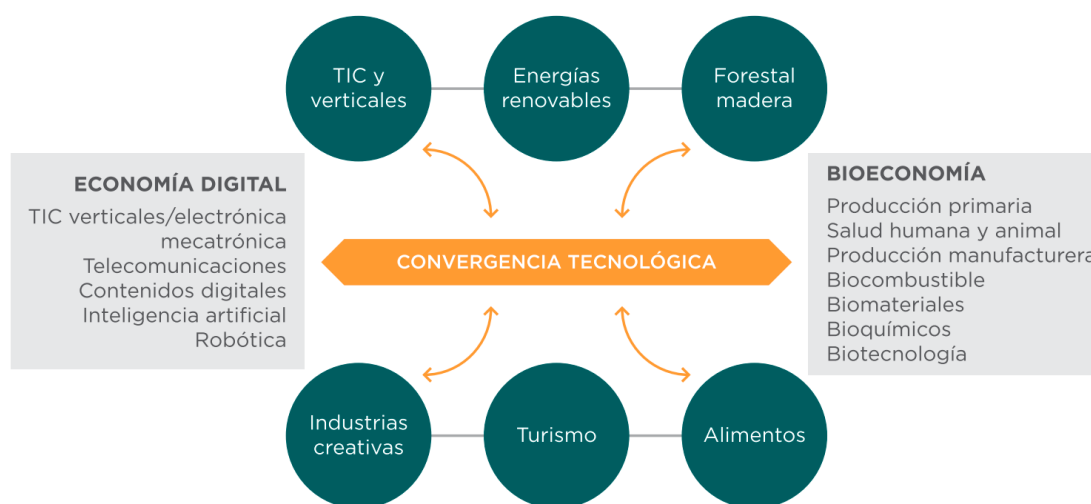 TIC y
verticales
Energías
renovables
Forestal
madera
ECONOMÍA DIGITAL
TIC verticales/electrónica
mecatrónica
Telecomunicaciones
Contenidos digitales
Inteligencia artificial
Robótica
CONVERGENCIA TECNOLÓGICA
BIOECONOMÍA
Producción primaria
Salud humana y animal
Producción manufacturera
Biocombustible
Biomateriales
Bioquímicos
Biotecnología
Industrias
creativas
Turismo
Alimentos